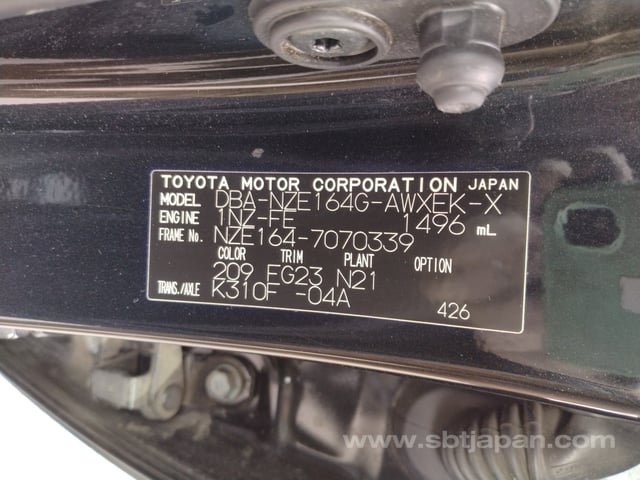 TOYOTA MOTOR CORPORATION JAPAN
MODEL DBA-NZE164G-AWXEK-X
ENGINE 1NZ-FE 1496 mL
FRAME No. NZE164-7070339
COLOR TRIM PLANT OPTION
209 FG23 N21
TRANS./AXLE K310F -04A
426
www.sbtjapan.com